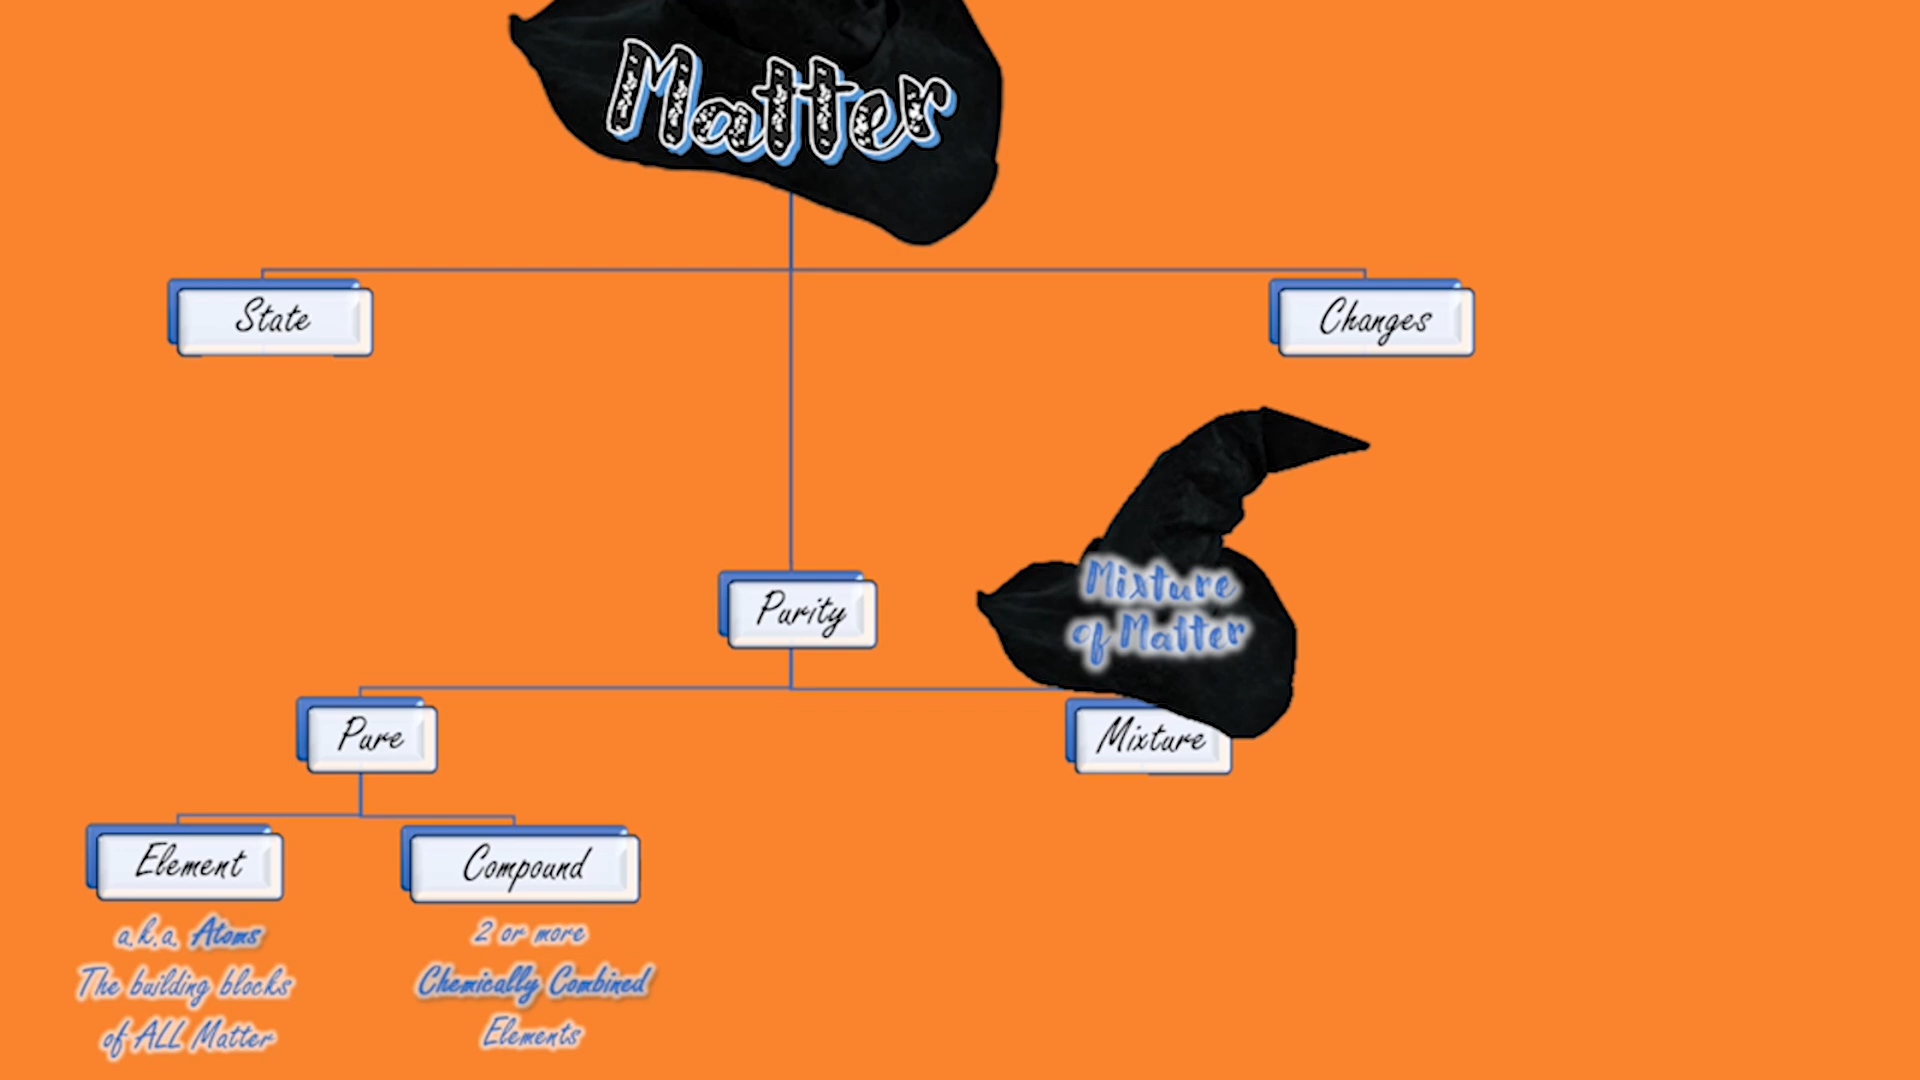 Matter
State
Changes
Mixture
of Matter
Purity
Pure
Mixture
Element
Compound
a.k.a. Atoms
The building blocks
of ALL Matter
2 or more
Chemically Combined
Elements